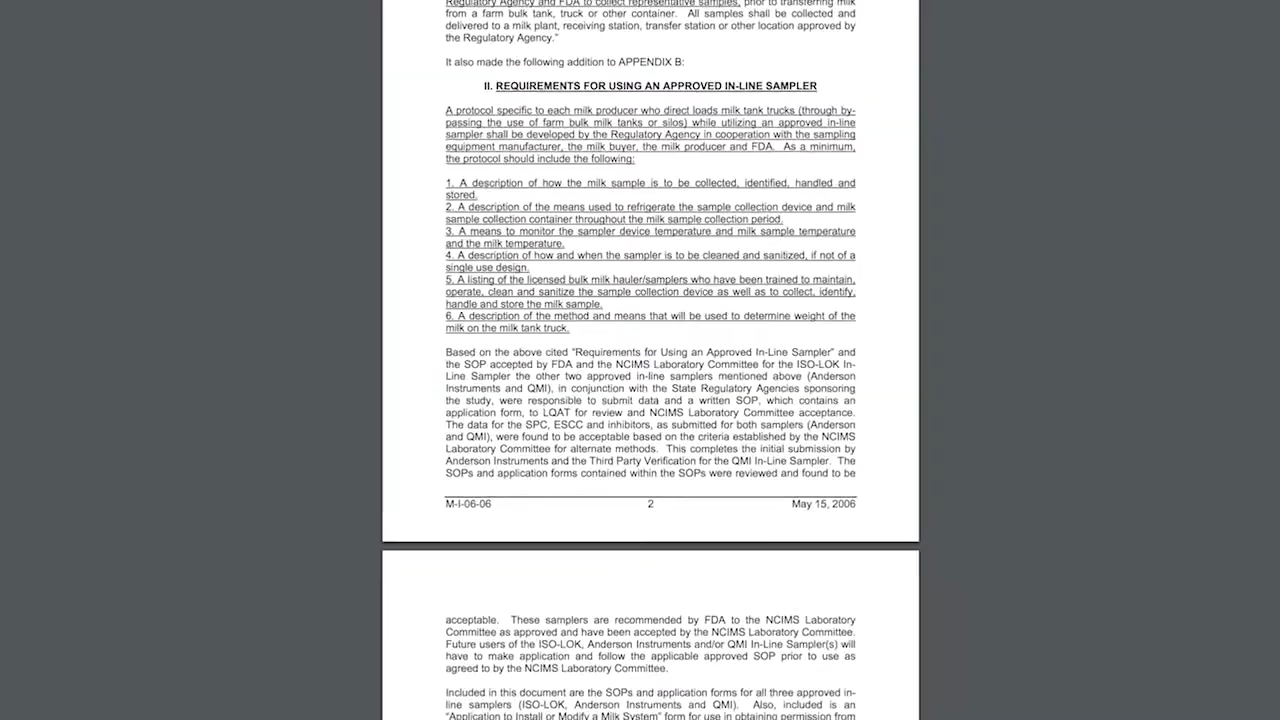 Regulatory Agency and FDA to collect representative samples, prior to transferring milk
from a farm bulk tank, truck or other container. All samples shall be collected and
delivered to a milk plant, receiving station, transfer station or other location approved by
the Regulatory Agency."
It also made the following addition to APPENDIX B:
II. REQUIREMENTS FOR USING AN APPROVED IN-LINE SAMPLER
A protocol specific to each milk producer who direct loads milk tank trucks (through by-
passing the use of farm bulk milk tanks or silos) while utilizing an approved in-line
sampler shall be developed by the Regulatory Agency in cooperation with the sampling
equipment manufacturer, the milk buyer, the milk producer and FDA. As a minimum,
the protocol should include the following:
1. A description of how the milk sample is to be collected, identified, handled and
stored.
2. A description of the means used to refrigerate the sample collection device and milk
sample collection container throughout the milk sample collection period.
3. A means to monitor the sampler device temperature and milk sample temperature
and the milk temperature.
4. A description of how and when the sampler is to be cleaned and sanitized, if not of a
single use design.
5. A listing of the licensed bulk milk hauler/samplers who have been trained to maintain,
operate, clean and sanitize the sample collection device as well as to collect, identify,
handle and store the milk sample.
6. A description of the method and means that will be used to determine weight of the
milk on the milk tank truck.
Based on the above cited "Requirements for Using an Approved In-Line Sampler" and
the SOP accepted by FDA and the NCIMS Laboratory Committee for the ISO-LOK In-
Line Sampler the other two approved in-line samplers mentioned above (Anderson
Instruments and QMI), in conjunction with the State Regulatory Agencies sponsoring
the study, were responsible to submit data and a written SOP, which contains an
application form, to LQAT for review and NCIMS Laboratory Committee acceptance.
The data for the SPC, ESCC and inhibitors, as submitted for both samplers (Anderson
and QMI), were found to be acceptable based on the criteria established by the NCIMS
Laboratory Committee for alternate methods. This completes the initial submission by
Anderson Instruments and the Third Party Verification for the QMI In-Line Sampler. The
SOPs and application forms contained within the SOPs were reviewed and found to be
M-I-06-06 2 May 15, 2006
acceptable. These samplers are recommended by FDA to the NCIMS Laboratory
Committee as approved and have been accepted by the NCIMS Laboratory Committee.
Future users of the ISO-LOK, Anderson Instruments and/or QMI In-Line Sampler(s) will
have to make application and follow the applicable approved SOP prior to use as
agreed to by the NCIMS Laboratory Committee.
Included in this document are the SOPs and application forms for all three approved in-
line samplers (ISO-LOK, Anderson Instruments and QMI). Also, included is an
"Application to Install or Modify a Milk System" form for use in obtaining permission from